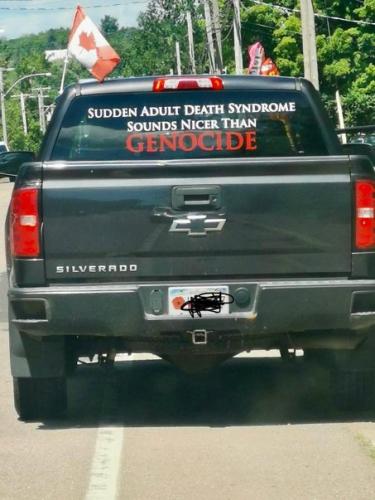 SUDDEN ADULT DEATH SYNDROME
SOUNDS NICER THAN
GENOCIDE
SILVERADO